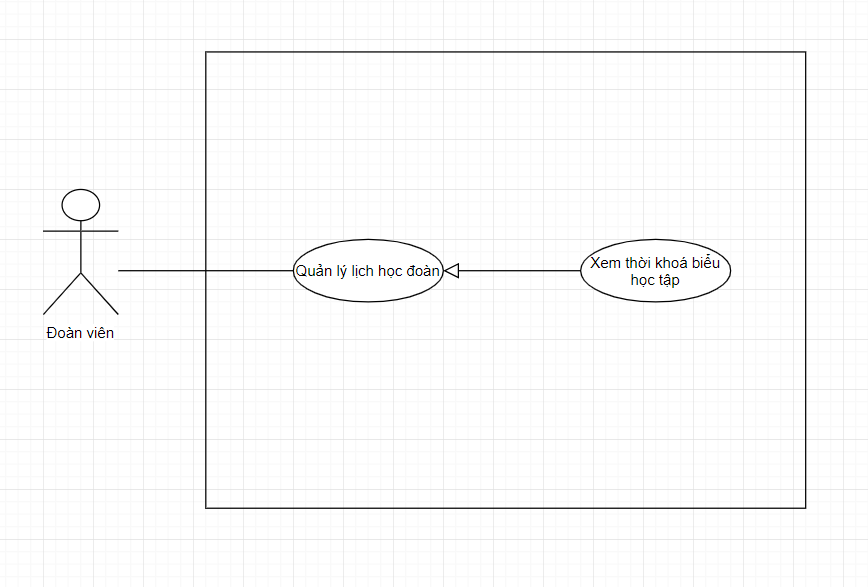 Quản lý lịch học đoàn
Xem thời khoá biểu
học tập
Đoàn viên